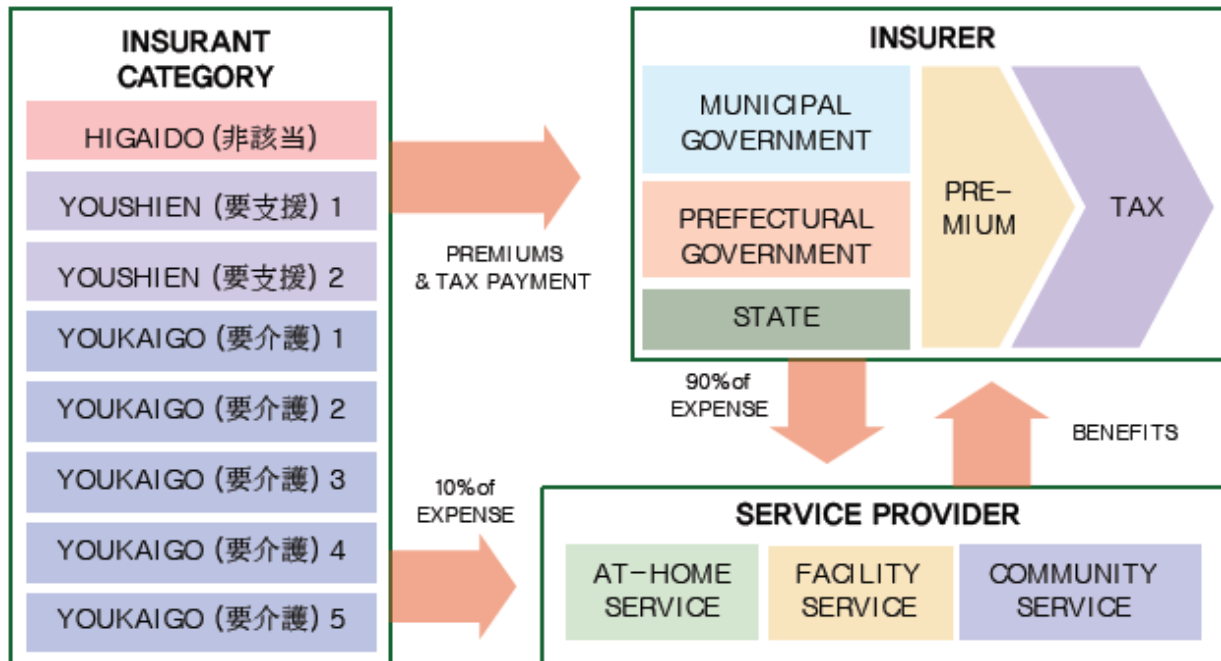 INSURANT
CATEGORY
HIGAIDO (非該当)
YOUSHIEN (要支援) 1
YOUSHIEN (要支援) 2
YOUKAIGO (要介護) 1
YOUKAIGO (要介護) 2
YOUKAIGO (要介護) 3
YOUKAIGO (要介護) 4
YOUKAIGO (要介護) 5
PREMIUMS
& TAX PAYMENT
10%of
EXPENSE
INSURER
MUNICIPAL
GOVERNMENT
PREFECTURAL
GOVERNMENT
STATE
PRE-
MIUM
TAX
90%of
EXPENSE
BENEFITS
SERVICE PROVIDER
AT-HOME
SERVICE
FACILITY
SERVICE
COMMUNITY
SERVICE